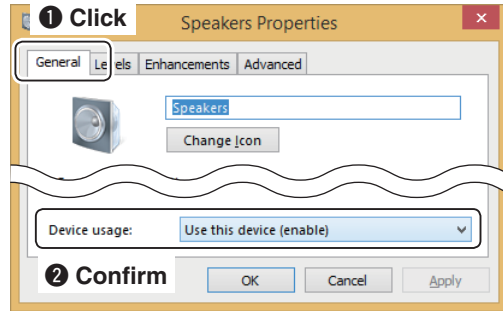 ❶ Click
Speakers Properties
General Levels Enhancements Advanced
Speakers
Change Icon
Device usage: Use this device (enable)
❷ Confirm
OK Cancel Apply